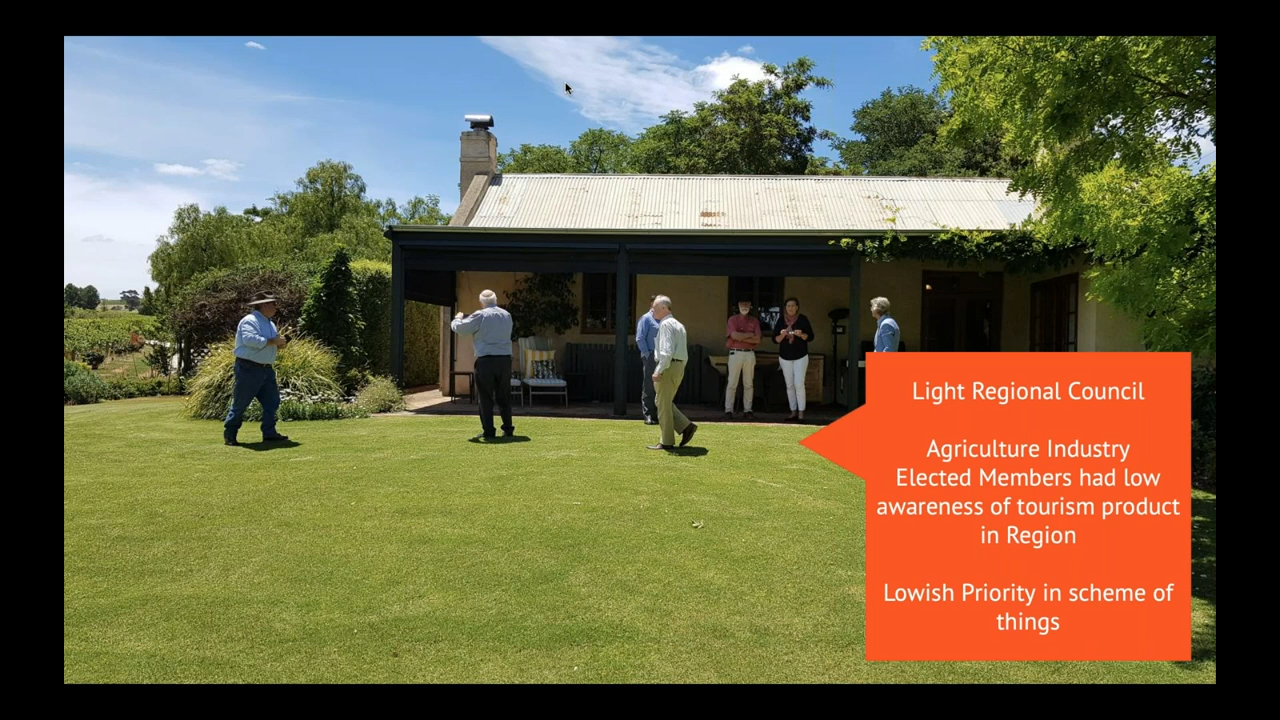 Light Regional Council
Agriculture Industry
Elected Members had low
awareness of tourism product
in Region
Lowish Priority in scheme of
things